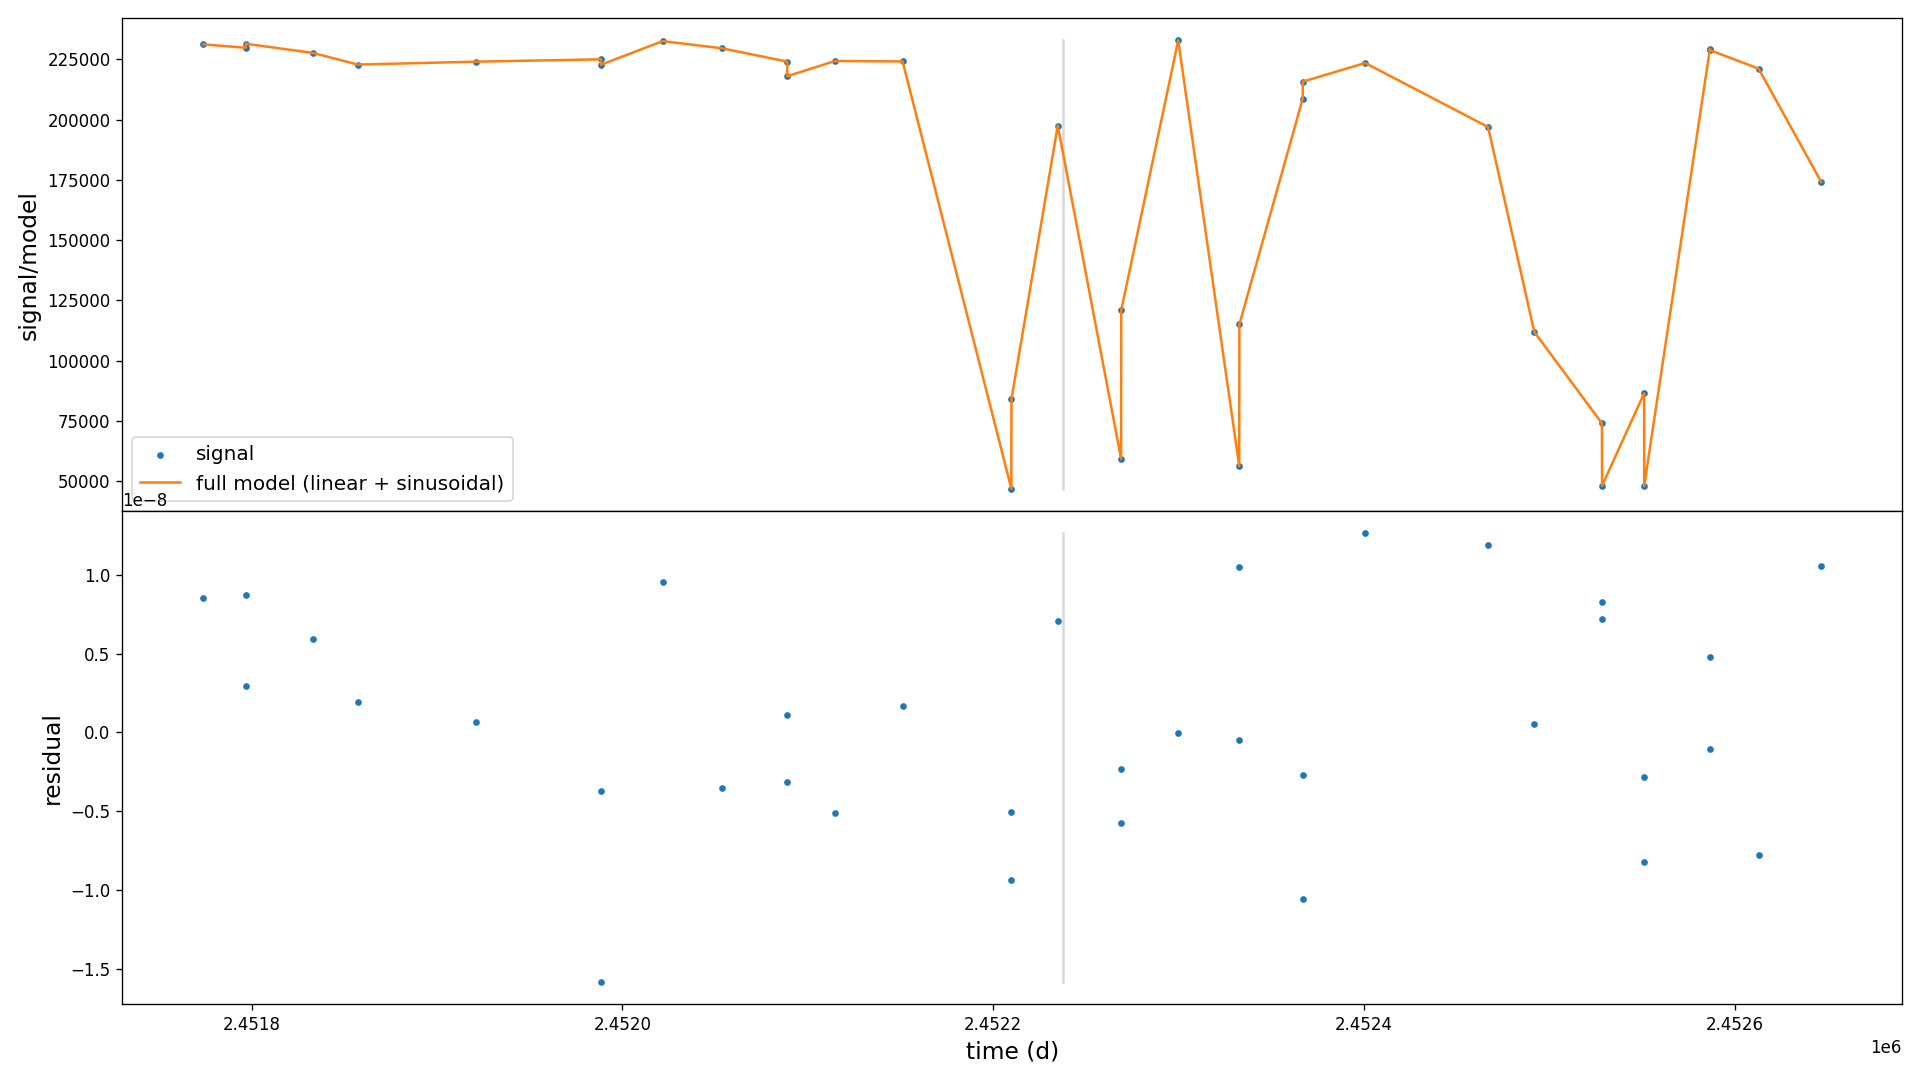 225000
200000
175000
150000
125000
100000
75000
50000
signal/model
signal
full model (linear + sinusoidal)
1e−8
1.0
0.5
0.0
−0.5
−1.0
−1.5
residual
2.4518
2.4520
2.4522
2.4524
2.4526
time (d)
1e6